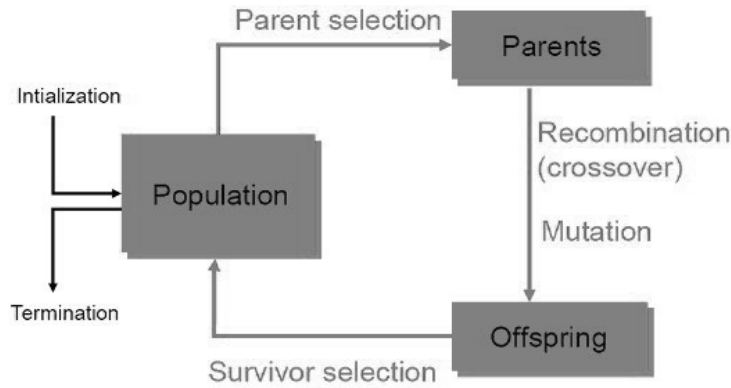 Parent selection
Parents
Intialization
Recombination
(crossover)
Population
Mutation
Termination
Offspring
Survivor selection